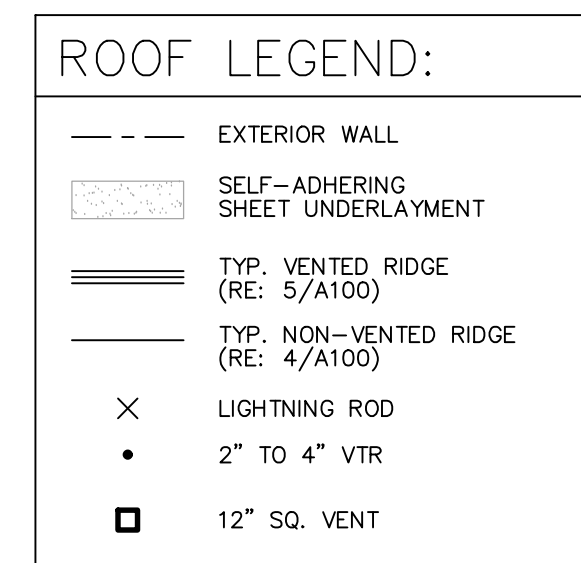 ROOF LEGEND:
EXTERIOR WALL
SELF-ADHERING
SHEET UNDERLAYMENT
TYP. VENTED RIDGE
(RE: 5/A100)
TYP. NON-VENTED RIDGE
(RE: 4/A100)
LIGHTNING ROD
2” TO 4” VTR
12” SQ. VENT